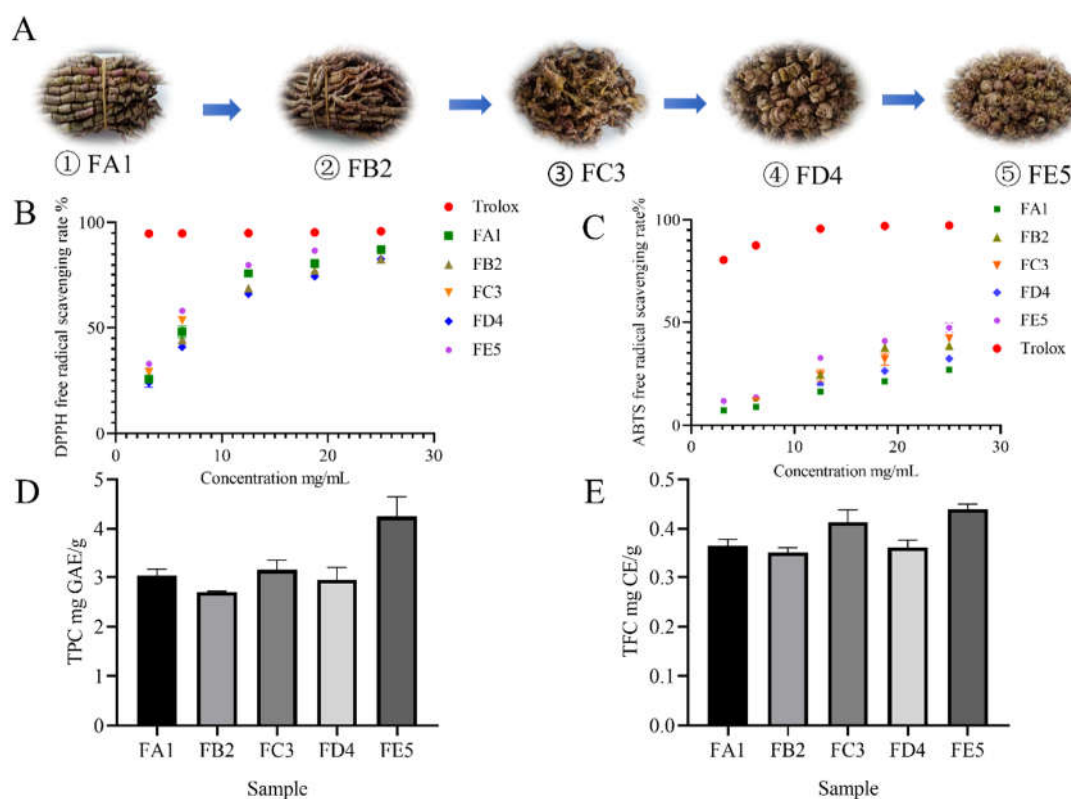 A
① FA1
② FB2
③ FC3
④ FD4
⑤ FE5
B
DPPH free radical scavenging rate %
100
50
0
0
10
20
30
Concentration mg/mL
Trolox
FA1
FB2
FC3
FD4
FE5
C
ABTS free radical scavenging rate%
100
50
0
0
10
20
30
Concentration mg/mL
FA1
FB2
FC3
FD4
FE5
Trolox
D
TPC mg GAE/g
5
4
3
2
1
0
FA1 FB2 FC3 FD4 FE5
Sample
E
TFC mg CE/g
0.5
0.4
0.3
0.2
0.1
0.0
FA1 FB2 FC3 FD4 FE5
Sample